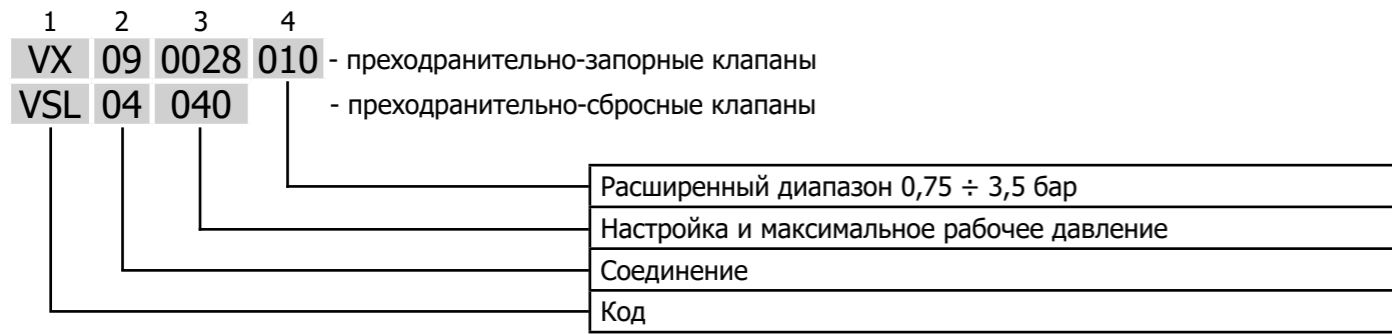 1 2 3 4
VX 09 0028 010 - преходранительно-запорные клапаны
VSL 04 040 - преходранительно-сбросные клапаны
Расширенный диапазон 0,75 ÷ 3,5 бар
Настройка и максимальное рабочее давление
Соединение
Код